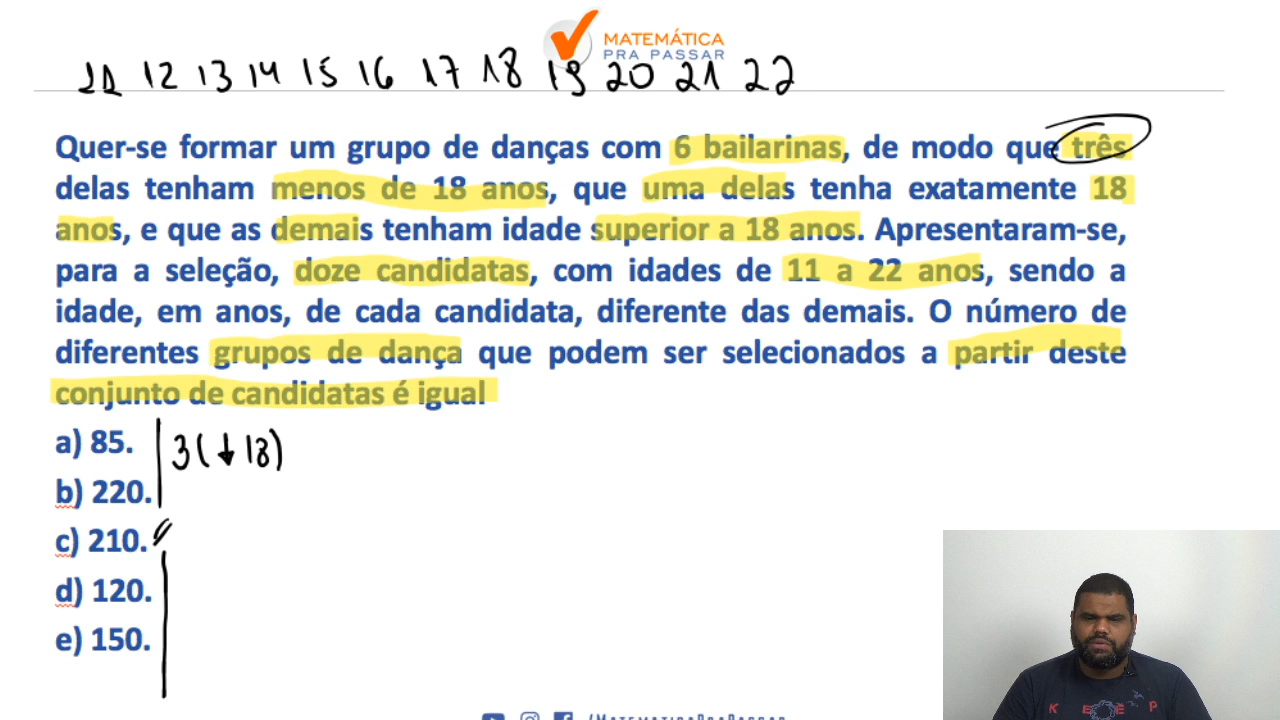 MATEMÁTICA
PRA PASSAR
11 12 13 14 15 16 17 18 19 20 21 22
Quer-se formar um grupo de danças com 6 bailarinas, de modo que três
delas tenham menos de 18 anos, que uma delas tenha exatamente 18
anos, e que as demais tenham idade superior a 18 anos. Apresentaram-se,
para a seleção, doze candidatas, com idades de 11 a 22 anos, sendo a
idade, em anos, de cada candidata, diferente das demais. O número de
diferentes grupos de dança que podem ser selecionados a partir deste
conjunto de candidatas é igual
a) 85.
3(↓18)
b) 220.
c) 210.
d) 120.
e) 150.
K E E P
/MATEMATICAPRAPASSAR